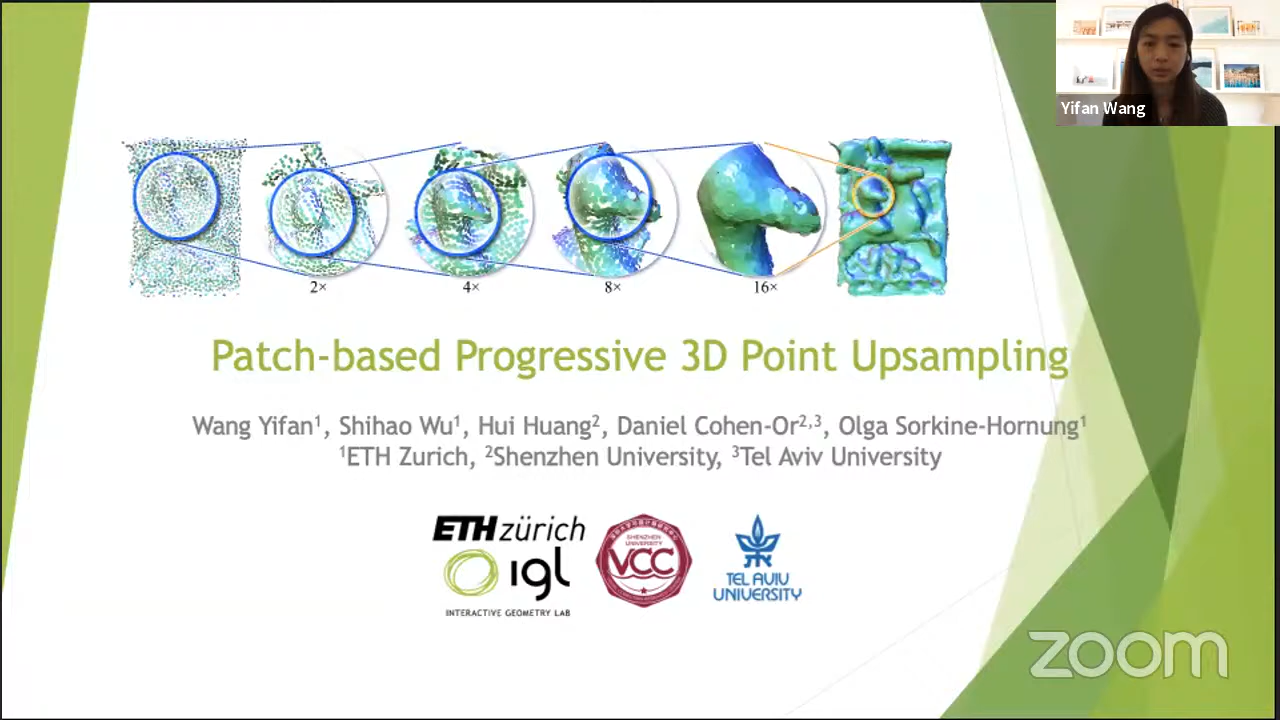 Yifan Wang
2×
4×
8×
16×
Patch-based Progressive 3D Point Upsampling
Wang Yifan¹, Shihao Wu¹, Hui Huang², Daniel Cohen-Or²,³, Olga Sorkine-Hornung¹
¹ETH Zurich, ²Shenzhen University, ³Tel Aviv University
ETH zürich
igl
INTERACTIVE GEOMETRY LAB
SHENZHEN
UNIVERSITY
VCC
TEL AVIV
UNIVERSITY
zoom